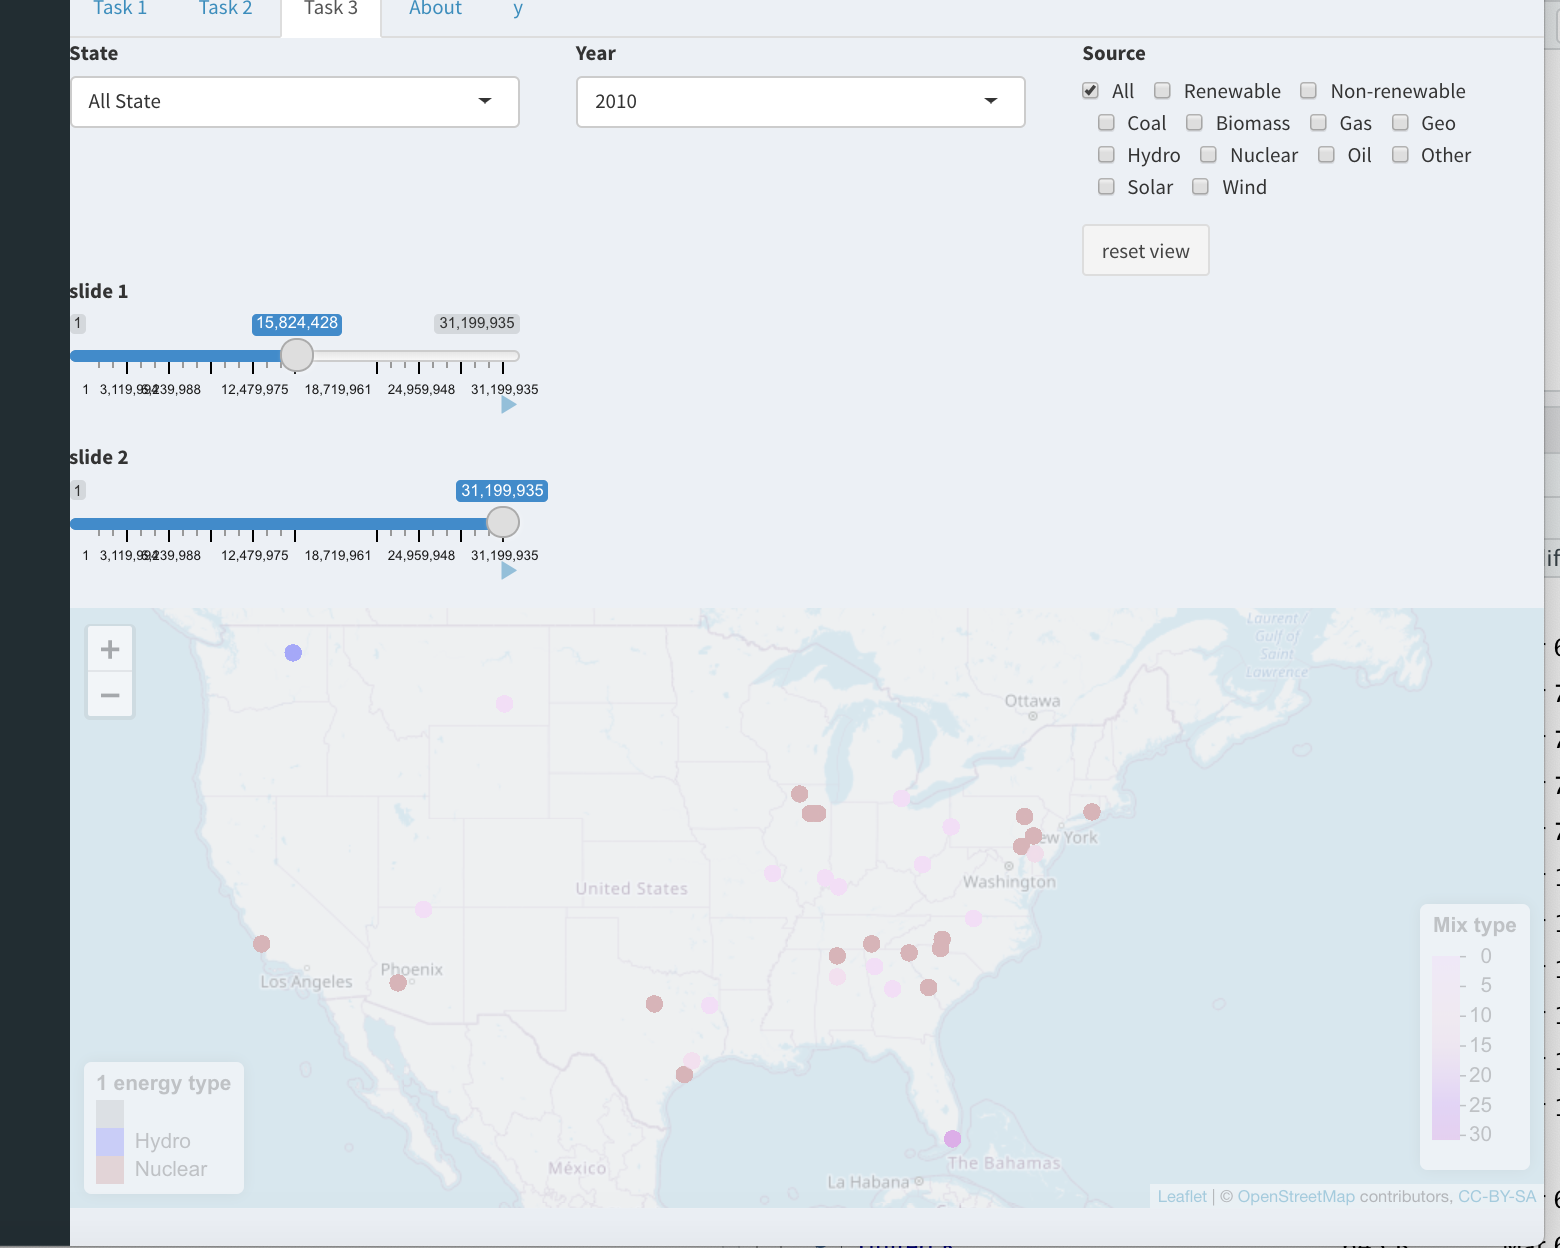 Task 1 Task 2 Task 3 About y
State Year Source
All State 2010
All Renewable Non-renewable
Coal Biomass Gas Geo
Hydro Nuclear Oil Other
Solar Wind
reset view
slide 1
1 15,824,428 31,199,935
1 3,119,994 6,239,988 12,479,975 18,719,961 24,959,948 31,199,935
slide 2
1 31,199,935
1 3,119,994 6,239,988 12,479,975 18,719,961 24,959,948 31,199,935
+
−
Laurent /
Gulf of
Saint
Lawrence
Ottawa
ew York
Washington
United States
Los Angeles
Phoenix
México
La Habana
The Bahamas
Mix type
0
5
10
15
20
25
30
1 energy type
Hydro
Nuclear
Leaflet | © OpenStreetMap contributors, CC-BY-SA